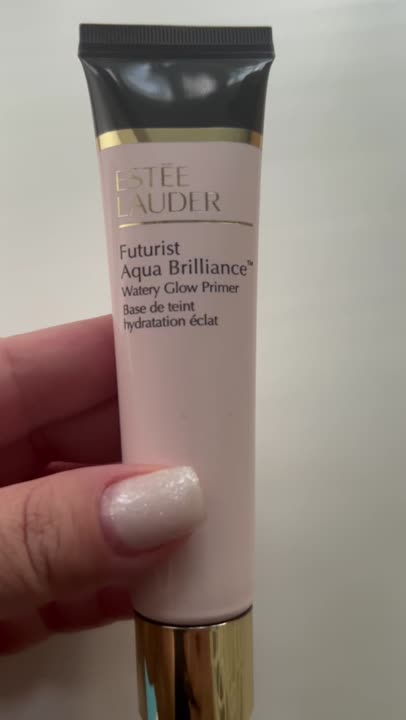 ESTĒE
LAUDER
Futurist
Aqua Brilliance™
Watery Glow Primer
Base de teint
hydratation éclat